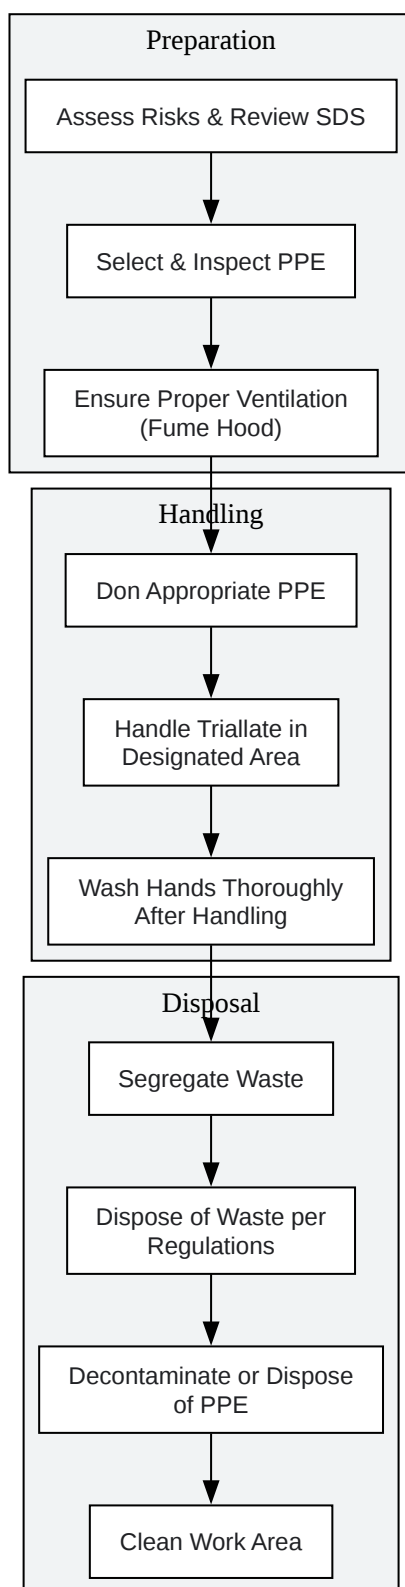 Preparation
Assess Risks & Review SDS
Select & Inspect PPE
Ensure Proper Ventilation
(Fume Hood)
Handling
Don Appropriate PPE
Handle Triallate in
Designated Area
Wash Hands Thoroughly
After Handling
Disposal
Segregate Waste
Dispose of Waste per
Regulations
Decontaminate or Dispose
of PPE
Clean Work Area